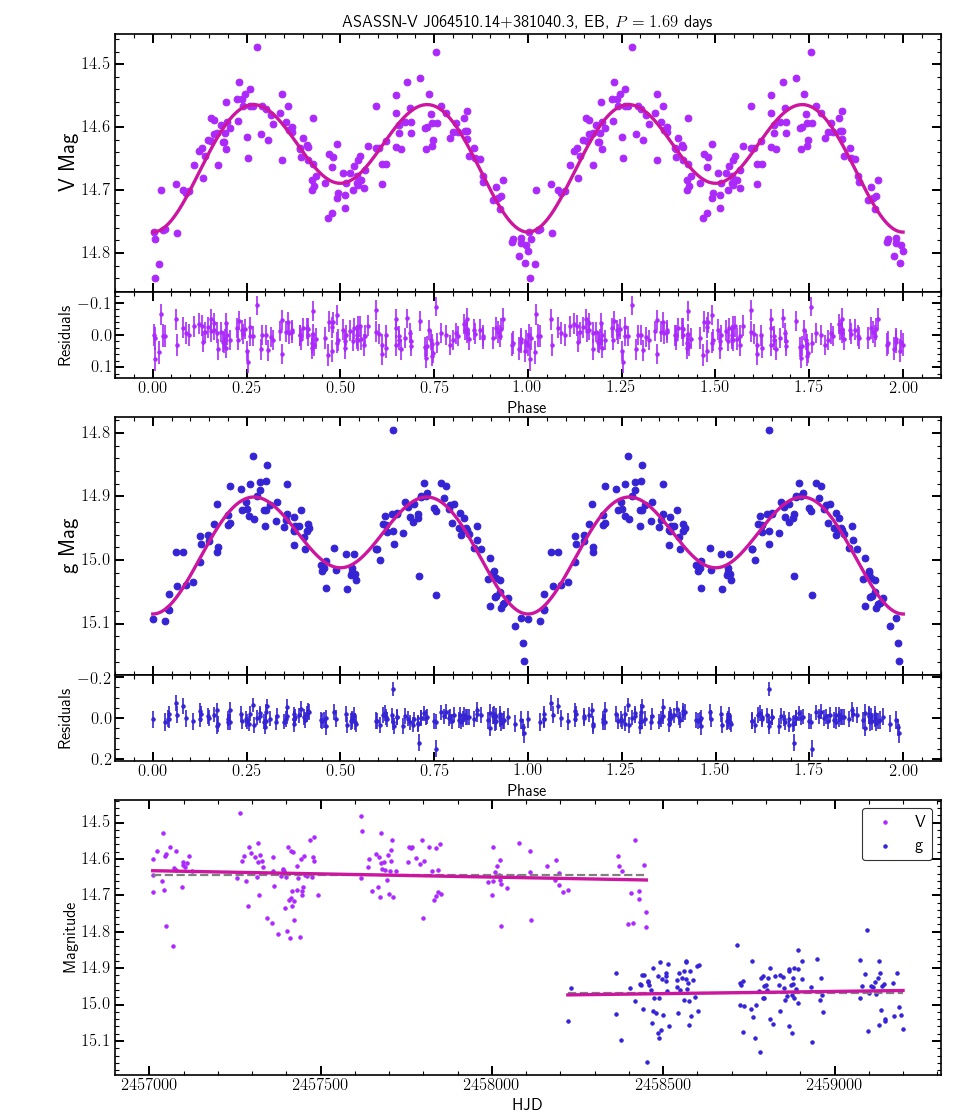 ASASSN-V J064510.14+381040.3, EB, P = 1.69 days
V Mag
14.5
14.6
14.7
14.8
Residuals
−0.1
0.0
0.1
0.00 0.25 0.50 0.75 1.00 1.25 1.50 1.75 2.00
Phase
g Mag
14.8
14.9
15.0
15.1
Residuals
−0.2
0.0
0.2
0.00 0.25 0.50 0.75 1.00 1.25 1.50 1.75 2.00
Phase
Magnitude
14.5
14.6
14.7
14.8
14.9
15.0
15.1
V
g
2457000 2457500 2458000 2458500 2459000
HJD